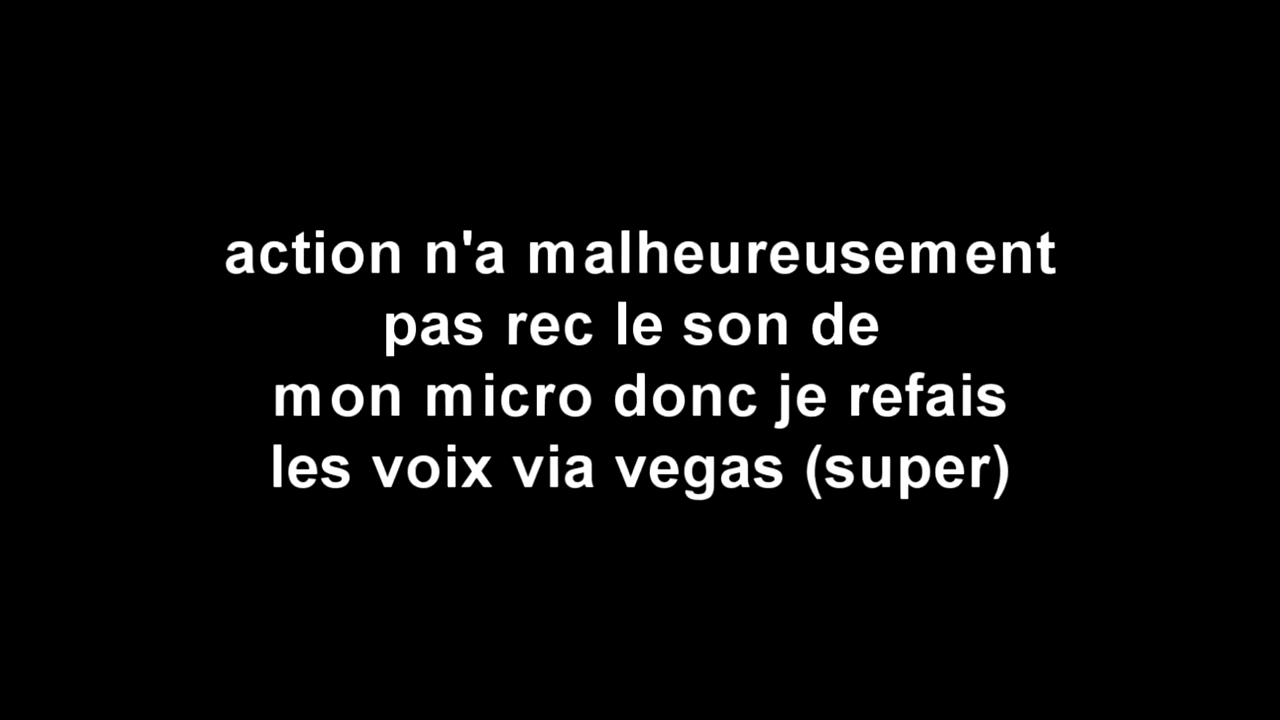 action n'a malheureusement
pas rec le son de
mon micro donc je refais
les voix via vegas (super)